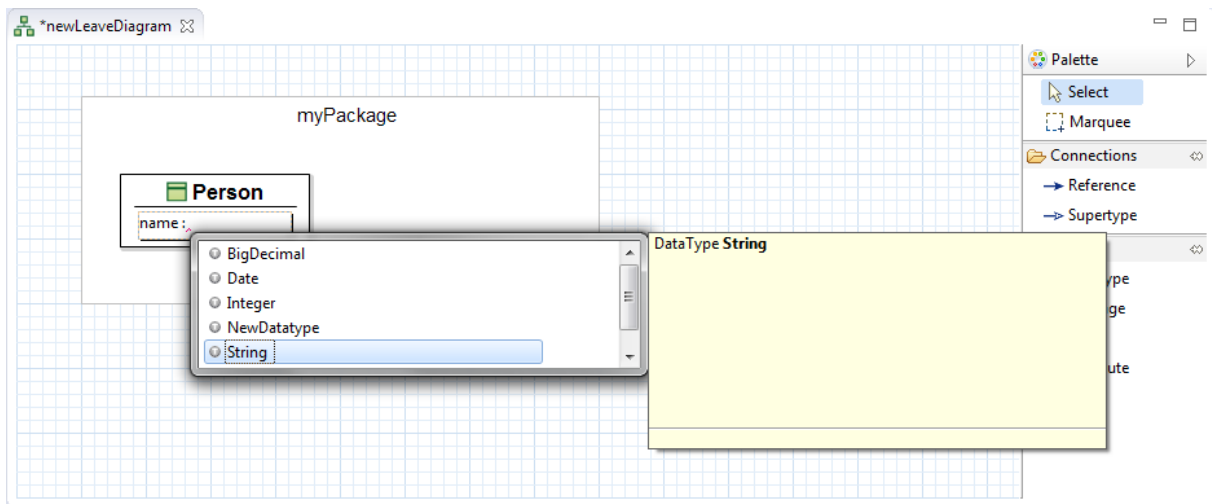 *newLeaveDiagram
Palette
Select
Marquee
Connections
Reference
Supertype
myPackage
Person
name :
BigDecimal
Date
Integer
NewDatatype
String
DataType String
ype
ge
ute